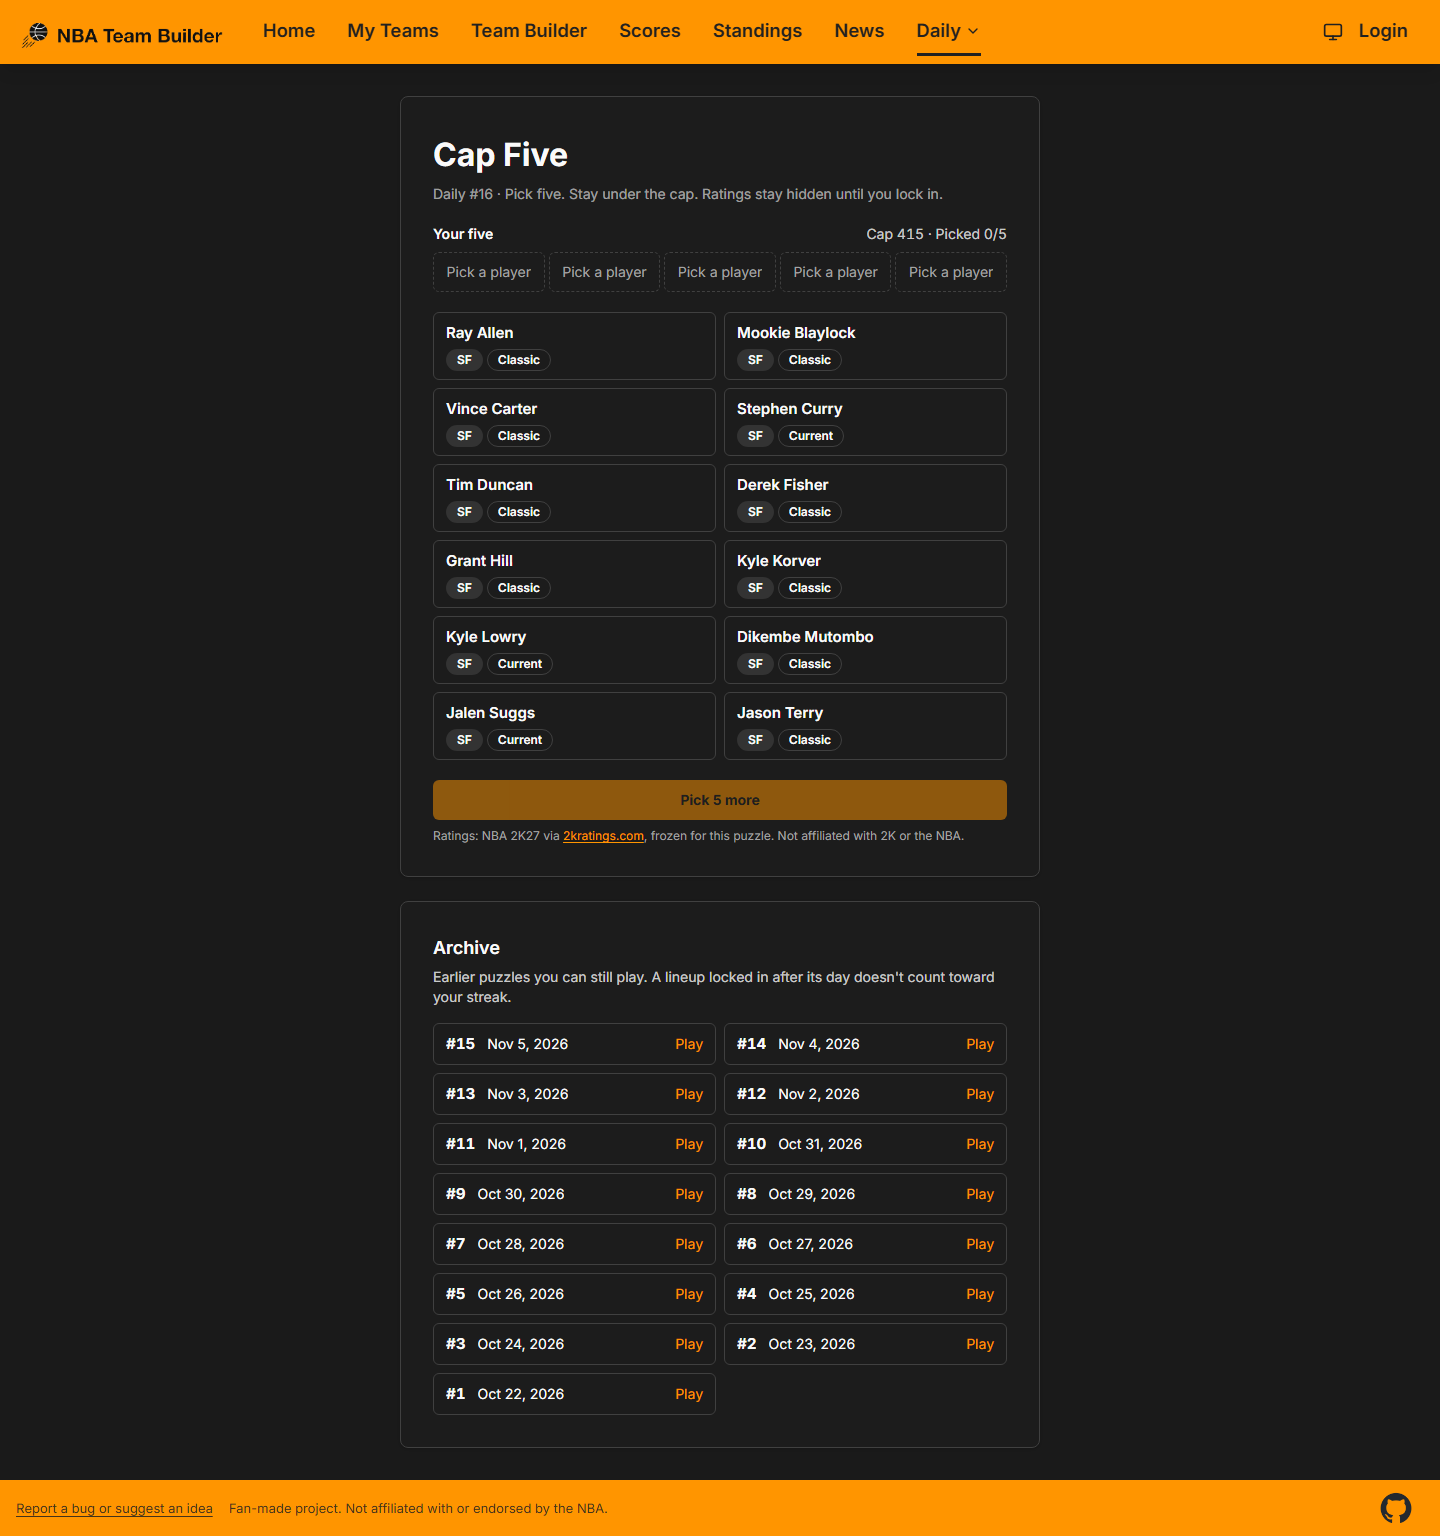 NBA Team Builder
Home
My Teams
Team Builder
Scores
Standings
News
Daily
Login
Cap Five
Daily #16 · Pick five. Stay under the cap. Ratings stay hidden until you lock in.
Your five
Cap 415 · Picked 0/5
Pick a player
Pick a player
Pick a player
Pick a player
Pick a player
Ray Allen
SF Classic
Mookie Blaylock
SF Classic
Vince Carter
SF Classic
Stephen Curry
SF Current
Tim Duncan
SF Classic
Derek Fisher
SF Classic
Grant Hill
SF Classic
Kyle Korver
SF Classic
Kyle Lowry
SF Current
Dikembe Mutombo
SF Classic
Jalen Suggs
SF Current
Jason Terry
SF Classic
Pick 5 more
Ratings: NBA 2K27 via 2kratings.com, frozen for this puzzle. Not affiliated with 2K or the NBA.
Archive
Earlier puzzles you can still play. A lineup locked in after its day doesn't count toward
your streak.
#15 Nov 5, 2026 Play
#14 Nov 4, 2026 Play
#13 Nov 3, 2026 Play
#12 Nov 2, 2026 Play
#11 Nov 1, 2026 Play
#10 Oct 31, 2026 Play
#9 Oct 30, 2026 Play
#8 Oct 29, 2026 Play
#7 Oct 28, 2026 Play
#6 Oct 27, 2026 Play
#5 Oct 26, 2026 Play
#4 Oct 25, 2026 Play
#3 Oct 24, 2026 Play
#2 Oct 23, 2026 Play
#1 Oct 22, 2026 Play
Report a bug or suggest an idea
Fan-made project. Not affiliated with or endorsed by the NBA.